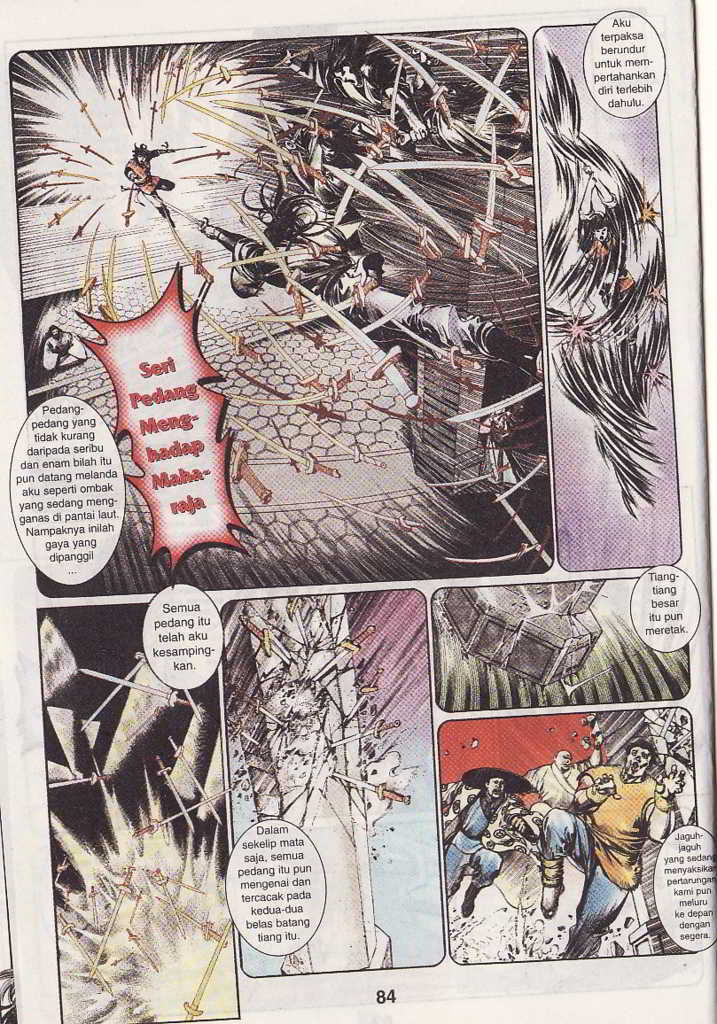 Pedang-
pedang yang
tidak kurang
daripada seribu
dan enam bilah itu
pun datang melanda
aku seperti ombak
yang sedang meng-
ganas di pantai laut.
Nampaknya inilah
gaya yang
dipanggil
...
Seri
Pedang
Meng-
hadap
Maha-
raja
Aku
terpaksa
berundur
untuk mem-
pertahankan
diri terlebih
dahulu.
Semua
pedang itu
telah aku
kesamping-
kan.
Dalam
sekelip mata
saja, semua
pedang itu pun
mengenai dan
tercacak pada
kedua-dua
belas batang
tiang itu.
Tiang-
tiang
besar
itu pun
meretak.
Jaguh-
jaguh
yang sedang
menyaksikan
pertarungan
kami pun
meluru
ke depan
dengan
segera.
84